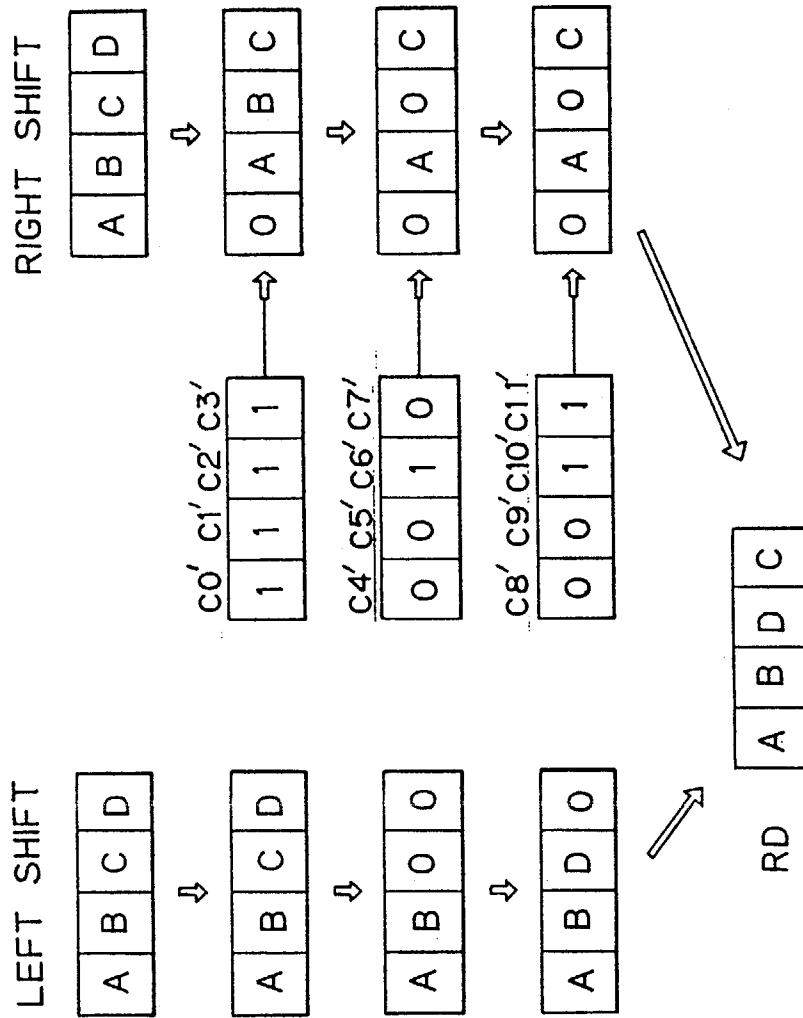 LEFT SHIFT
RIGHT SHIFT
A B C D
A B C D
C0' C1' C2' C3'
A B C D
1 1 1 1
0 A B C
C4' C5' C6' C7'
A B 0 0
0 0 1 0
0 A 0 C
C8' C9' C10' C11'
A B D 0
0 0 1 1
0 A 0 C
RD
A B D C